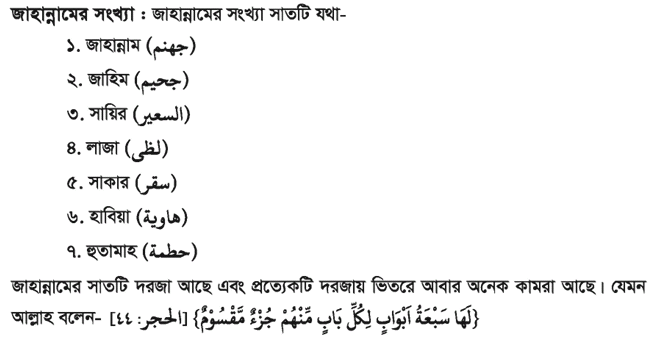 জাহান্নামের সংখ্যা : জাহান্নামের সংখ্যা সাতটি যথা-
১. জাহান্নাম (جهنم)
২. জাহিম (جحيم)
৩. সায়ির (السعير)
৪. লাজা (لظى)
৫. সাকার (سقر)
৬. হাবিয়া (هاوية)
৭. হুতামাহ (حطمة)
জাহান্নামের সাতটি দরজা আছে এবং প্রত্যেকটি দরজায় ভিতরে আবার অনেক কামরা আছে। যেমন
আল্লাহ বলেন- {لَهَا سَبْعَةُ اَبْوَابٍ لِكُلِّ بَابٍ مِّنْهُمْ جُزْءٌ مَّقْسُوْمٌ} [الحجر: ٤٤]